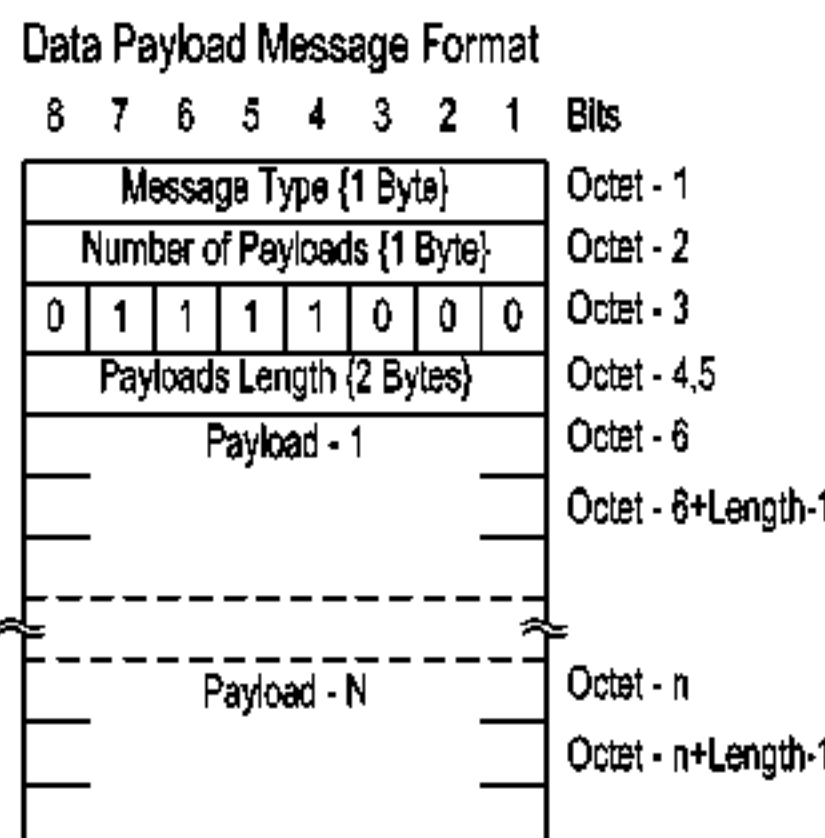 Data Payload Message Format
8 7 6 5 4 3 2 1 Bits
Message Type {1 Byte} Octet - 1
Number of Payloads {1 Byte} Octet - 2
0 1 1 1 1 0 0 0 Octet - 3
Payloads Length {2 Bytes} Octet - 4,5
Payload - 1 Octet - 6
Octet - 6+Length-1
Payload - N Octet - n
Octet - n+Length-1